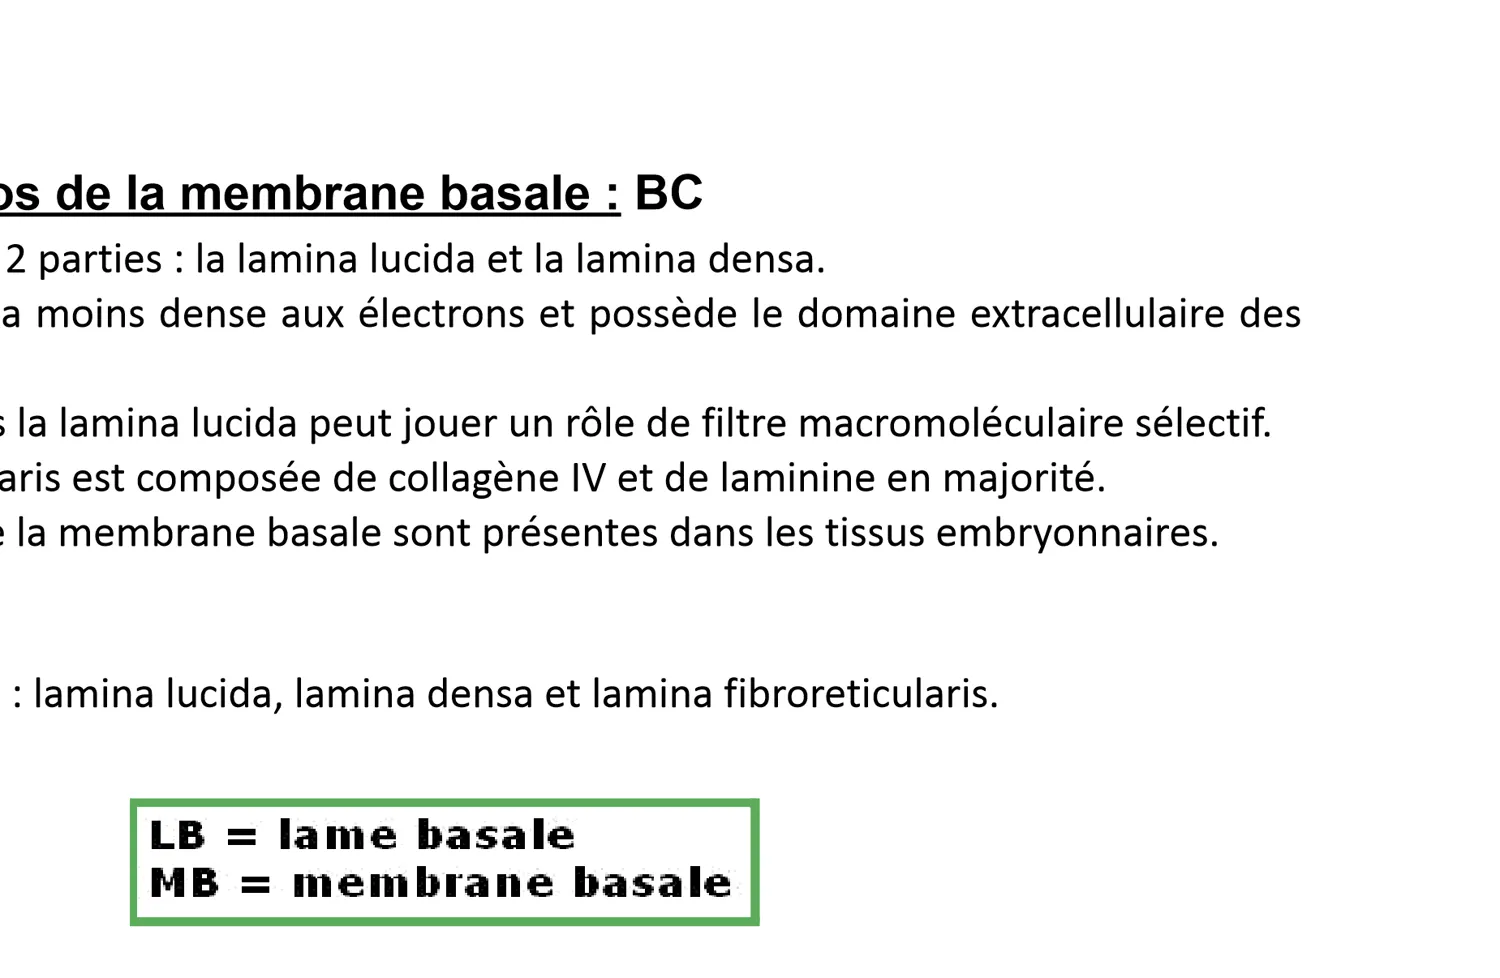 os de la membrane basale : BC
2 parties : la lamina lucida et la lamina densa.
a moins dense aux électrons et possède le domaine extracellulaire des
s la lamina lucida peut jouer un rôle de filtre macromoléculaire sélectif.
aris est composée de collagène IV et de laminine en majorité.
e la membrane basale sont présentes dans les tissus embryonnaires.
: lamina lucida, lamina densa et lamina fibroreticularis.
LB = lame basale
MB = membrane basale